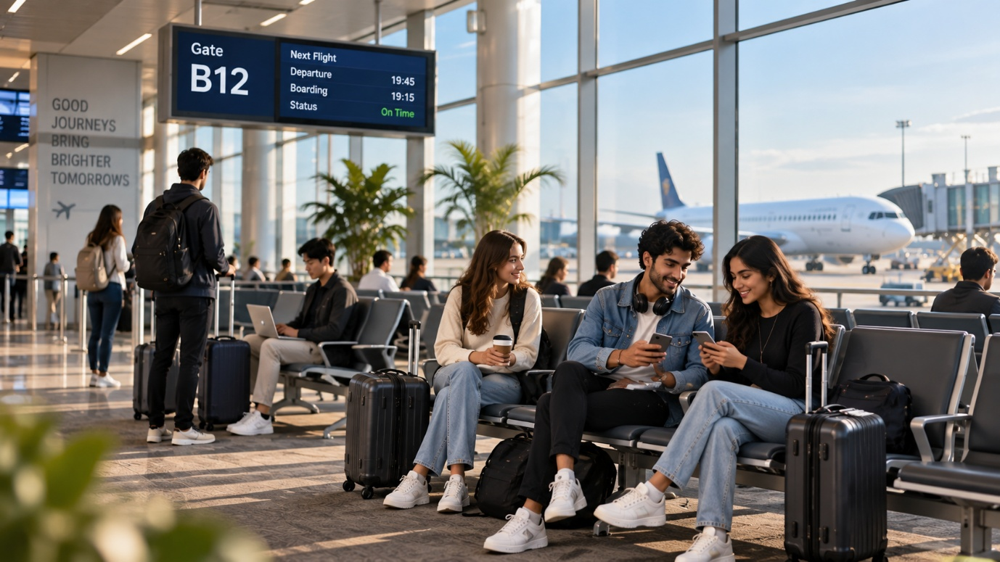 Gate
B12
Next Flight
Departure 19:45
Boarding 19:15
Status On Time
GOOD
JOURNEYS
BRING
BRIGHTER
TOMORROWS